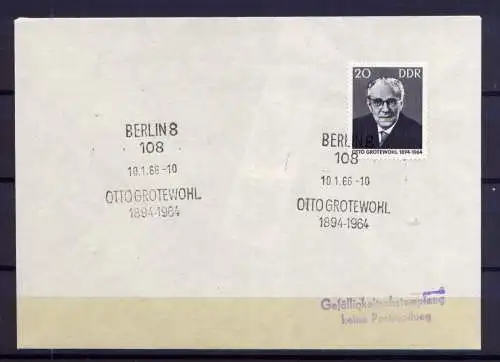 20 DDR
OTTO GROTEWOHL 1894-1964
BERLIN 8
108
10.1.66 -10
OTTO GROTEWOHL
1894-1964
BERLIN 8
108
10.1.66 -10
OTTO GROTEWOHL
1894-1964
Gefälligkeitsabstempelung
keine Postbeförderung